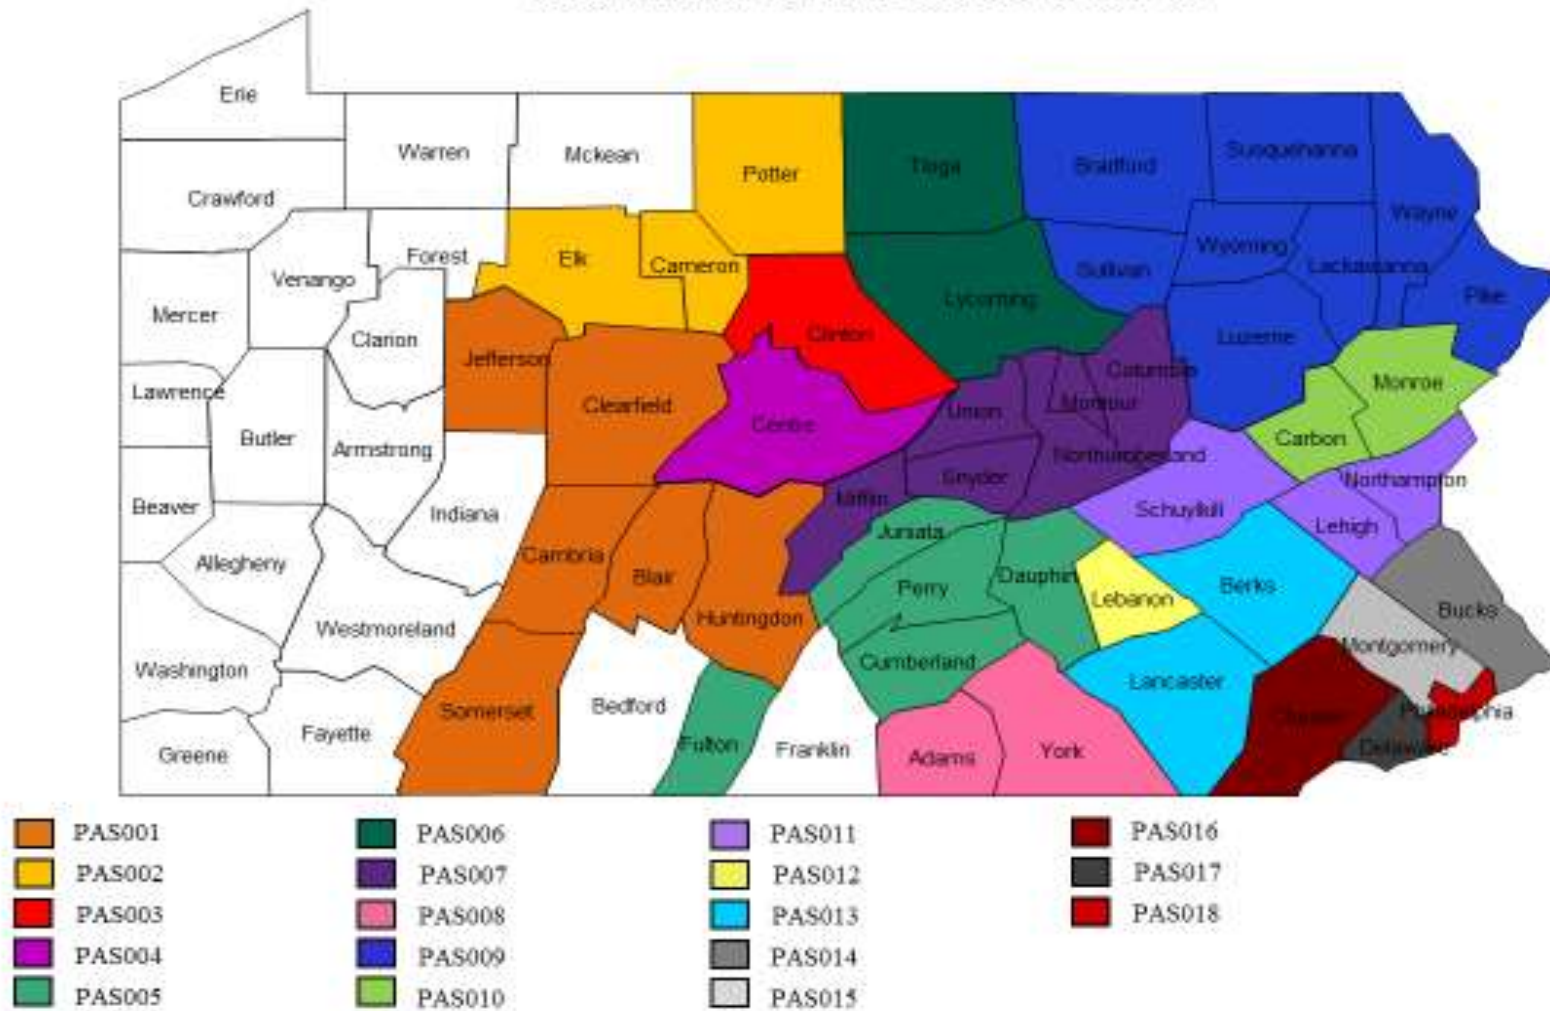 Erie
Warren
Mckean
Potter
Tioga
Bradford
Susquehanna
Crawford
Wayne
Forest
Elk
Cameron
Wyoming
Lackawanna
Venango
Sullivan
Pike
Mercer
Lycoming
Clarion
Clinton
Luzerne
Jefferson
Columbia
Lawrence
Clearfield
Union
Montour
Monroe
Butler
Armstrong
Centre
Carbon
Northumberland
Snyder
Northampton
Beaver
Indiana
Mifflin
Schuylkill
Lehigh
Juniata
Allegheny
Cambria
Blair
Perry
Dauphin
Lebanon
Berks
Bucks
Westmoreland
Huntingdon
Montgomery
Washington
Cumberland
Lancaster
Somerset
Bedford
Chester
Philadelphia
Greene
Fayette
Fulton
Franklin
Adams
York
Delaware
PAS001
PAS006
PAS011
PAS016
PAS002
PAS007
PAS012
PAS017
PAS003
PAS008
PAS013
PAS018
PAS004
PAS009
PAS014
PAS005
PAS010
PAS015